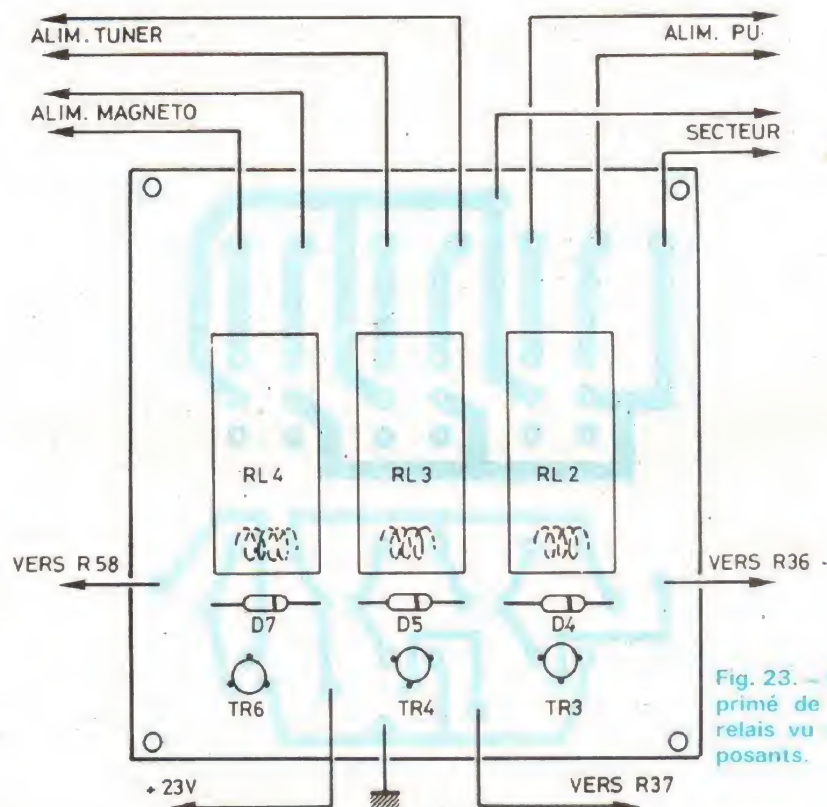 ALIM. TUNER
ALIM. PU
ALIM. MAGNETO
SECTEUR
RL 4
RL 3
RL 2
VERS R 58
VERS R36
D7
D5
D4
TR6
TR4
TR3
Fig. 23. –
primé de
relais vu
posants.
+ 23V
VERS R37